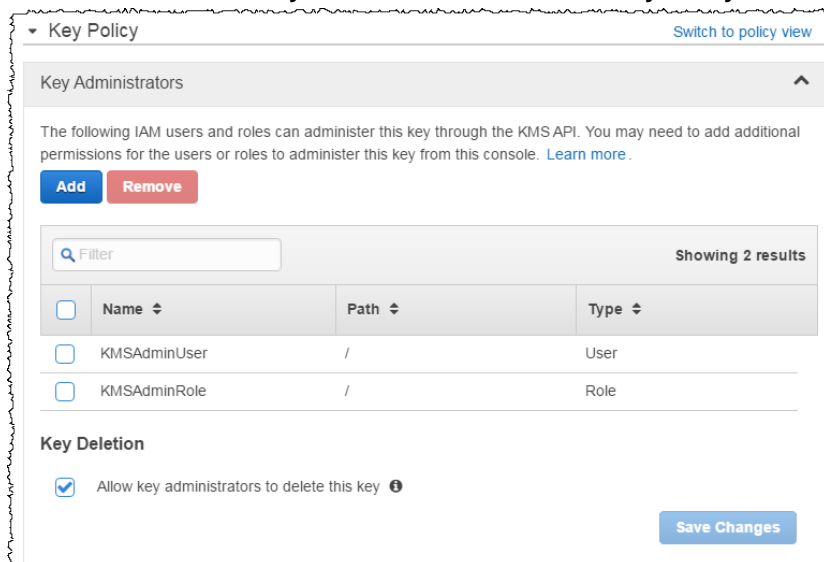 Key Policy Switch to policy view
Key Administrators
The following IAM users and roles can administer this key through the KMS API. You may need to add additional
permissions for the users or roles to administer this key from this console. Learn more.
Add Remove
Filter Showing 2 results
Name Path Type
KMSAdminUser / User
KMSAdminRole / Role
Key Deletion
Allow key administrators to delete this key
Save Changes